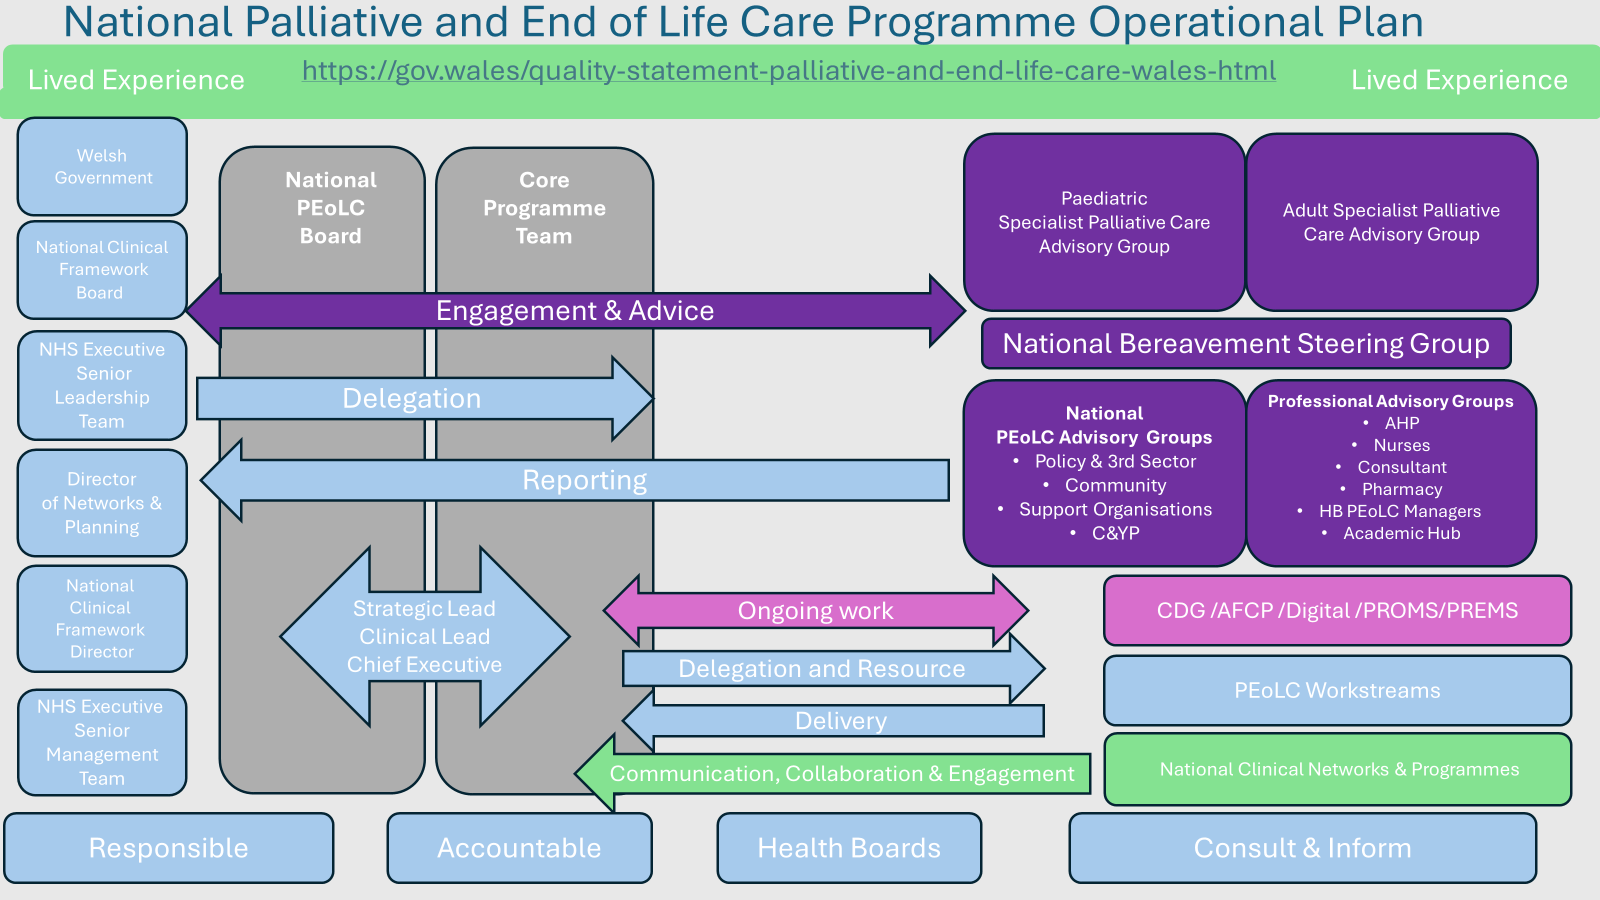 National Palliative and End of Life Care Programme Operational Plan
Lived Experience
https://gov.wales/quality-statement-palliative-and-end-life-care-wales-html
Lived Experience
Welsh
Government
National Clinical
Framework
Board
NHS Executive
Senior
Leadership
Team
Director
of Networks &
Planning
National
Clinical
Framework
Director
NHS Executive
Senior
Management
Team
National
PEoLC
Board
Core
Programme
Team
Engagement & Advice
Delegation
Reporting
Strategic Lead
Clinical Lead
Chief Executive
Ongoing work
Delegation and Resource
Delivery
Communication, Collaboration & Engagement
Paediatric
Specialist Palliative Care
Advisory Group
Adult Specialist Palliative
Care Advisory Group
National Bereavement Steering Group
National
PEoLC Advisory Groups
• Policy & 3rd Sector
• Community
• Support Organisations
• C&YP
Professional Advisory Groups
• AHP
• Nurses
• Consultant
• Pharmacy
• HB PEoLC Managers
• Academic Hub
CDG /AFCP /Digital /PROMS/PREMS
PEoLC Workstreams
National Clinical Networks & Programmes
Responsible
Accountable
Health Boards
Consult & Inform